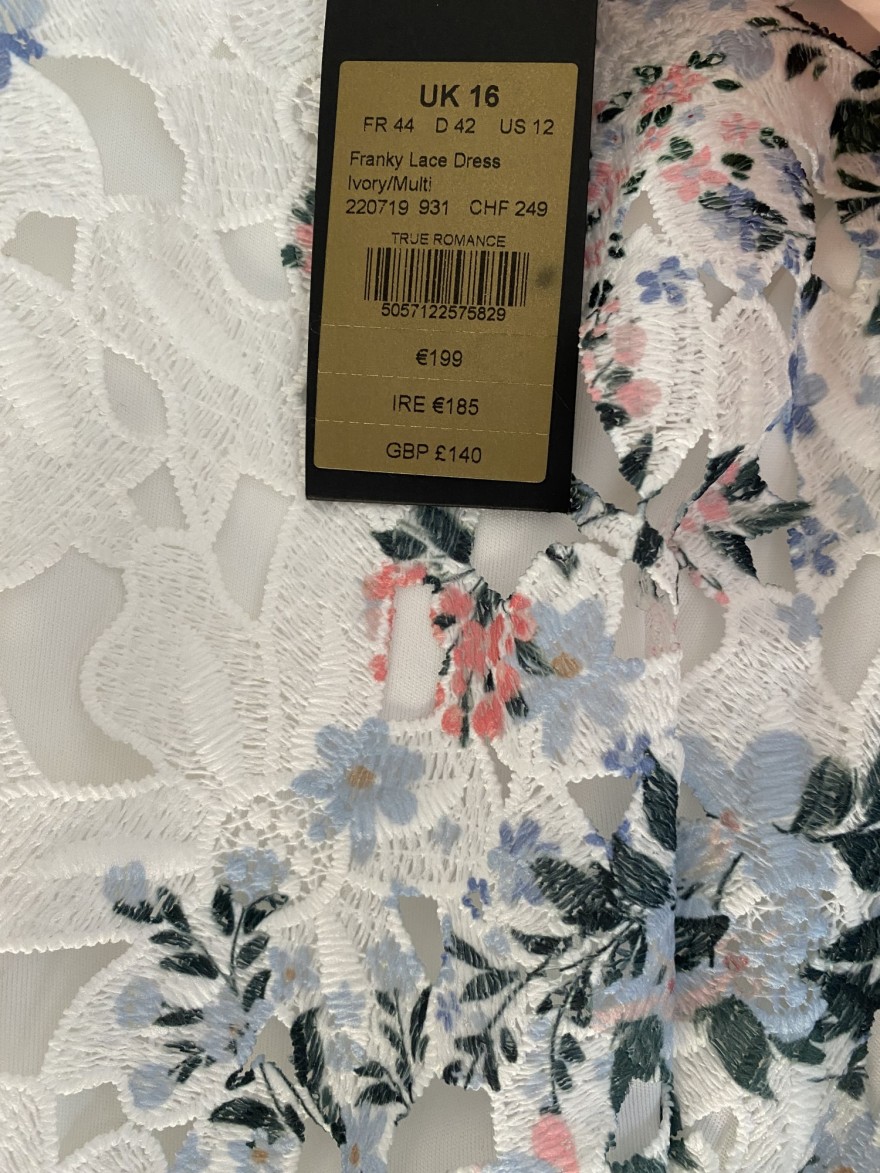 UK 16
FR 44 D 42 US 12
Franky Lace Dress
Ivory/Multi
220719 931 CHF 249
TRUE ROMANCE
5057122575829
€199
IRE €185
GBP £140